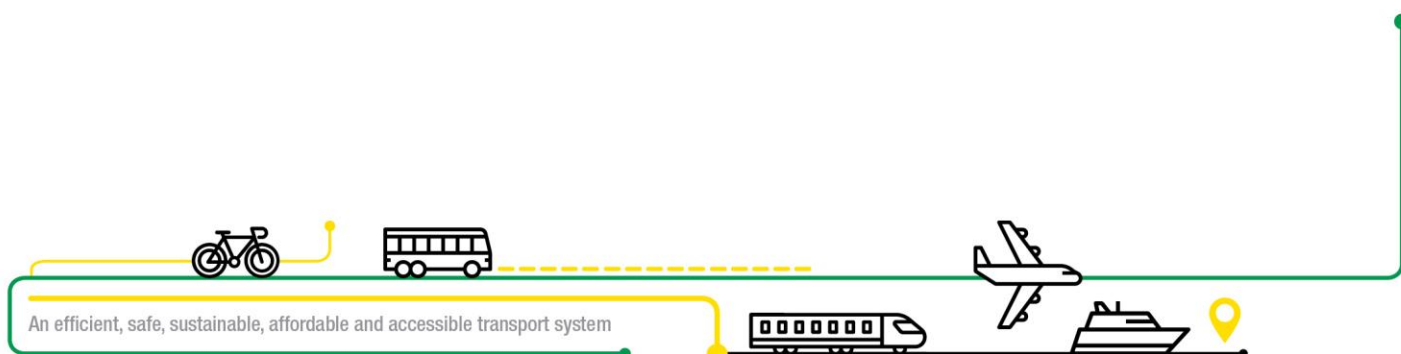 An efficient, safe, sustainable, affordable and accessible transport system